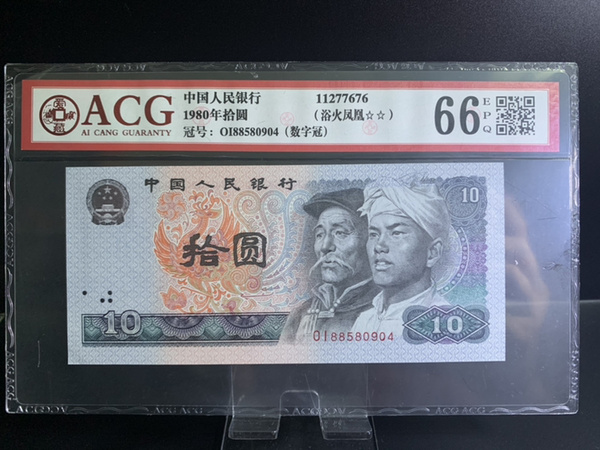 ACG
AI CANG GUARANTY
中国人民银行 11277676
1980年拾圆 (浴火凤凰☆☆)
冠号: OI88580904 (数字冠)
66 EPQ
中国人民银行
10
拾圆
10
OI88580904
10